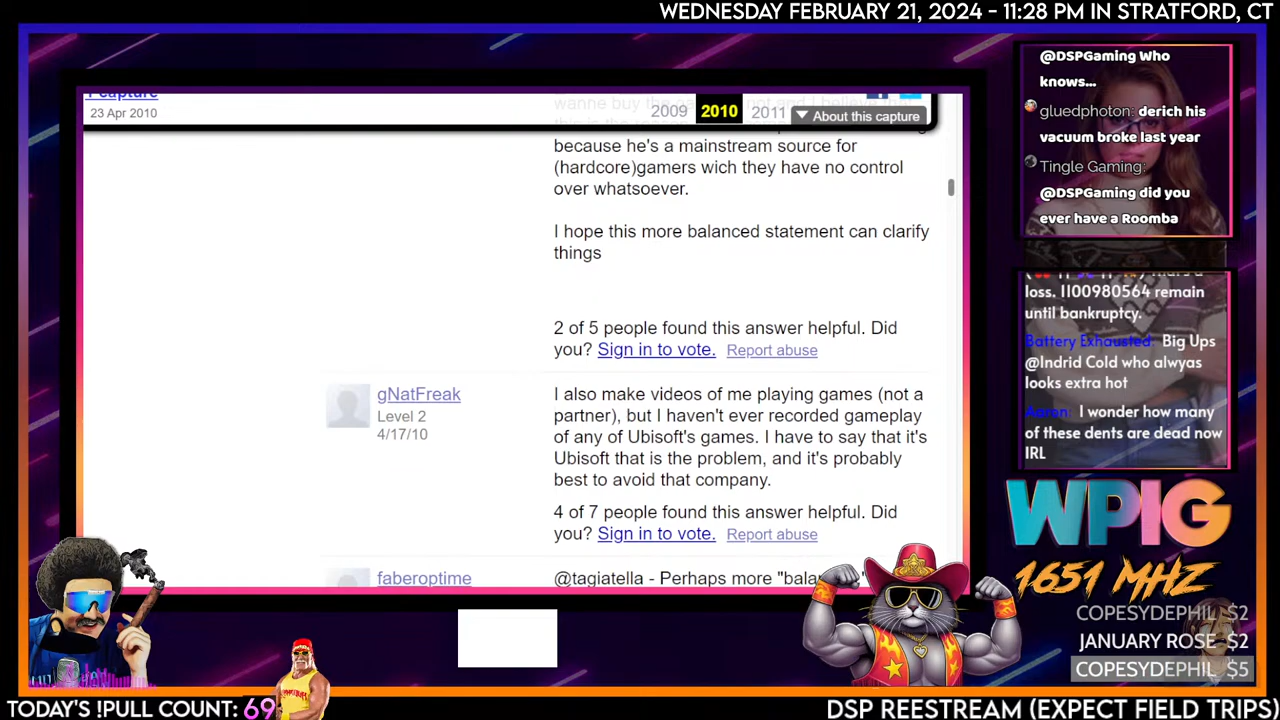 WEDNESDAY FEBRUARY 21, 2024 - 11:28 PM IN STRATFORD, CT
1 capture
23 Apr 2010
2009 2010 2011 ▼ About this capture
because he's a mainstream source for
(hardcore)gamers wich they have no control
over whatsoever.
I hope this more balanced statement can clarify
things
2 of 5 people found this answer helpful. Did
you? Sign in to vote. Report abuse
gNatFreak
Level 2
4/17/10
I also make videos of me playing games (not a
partner), but I haven't ever recorded gameplay
of any of Ubisoft's games. I have to say that it's
Ubisoft that is the problem, and it's probably
best to avoid that company.
4 of 7 people found this answer helpful. Did
you? Sign in to vote. Report abuse
faberoptime
@tagiatella - Perhaps more
@DSPGaming Who
knows...
gluedphoton: derich his
vacuum broke last year
Tingle Gaming:
@DSPGaming did you
ever have a Roomba
loss. 1100980564 remain
until bankruptcy.
Battery Exhausted: Big Ups
@Indrid Cold who alwyas
looks extra hot
Aaron: I wonder how many
of these dents are dead now
IRL
WPIG
1651 MHZ
COPESYDEPHIL $2
JANUARY ROSE $2
COPESYDEPHIL $5
TODAY'S !PULL COUNT: 69
DSP REESTREAM (EXPECT FIELD TRIPS)